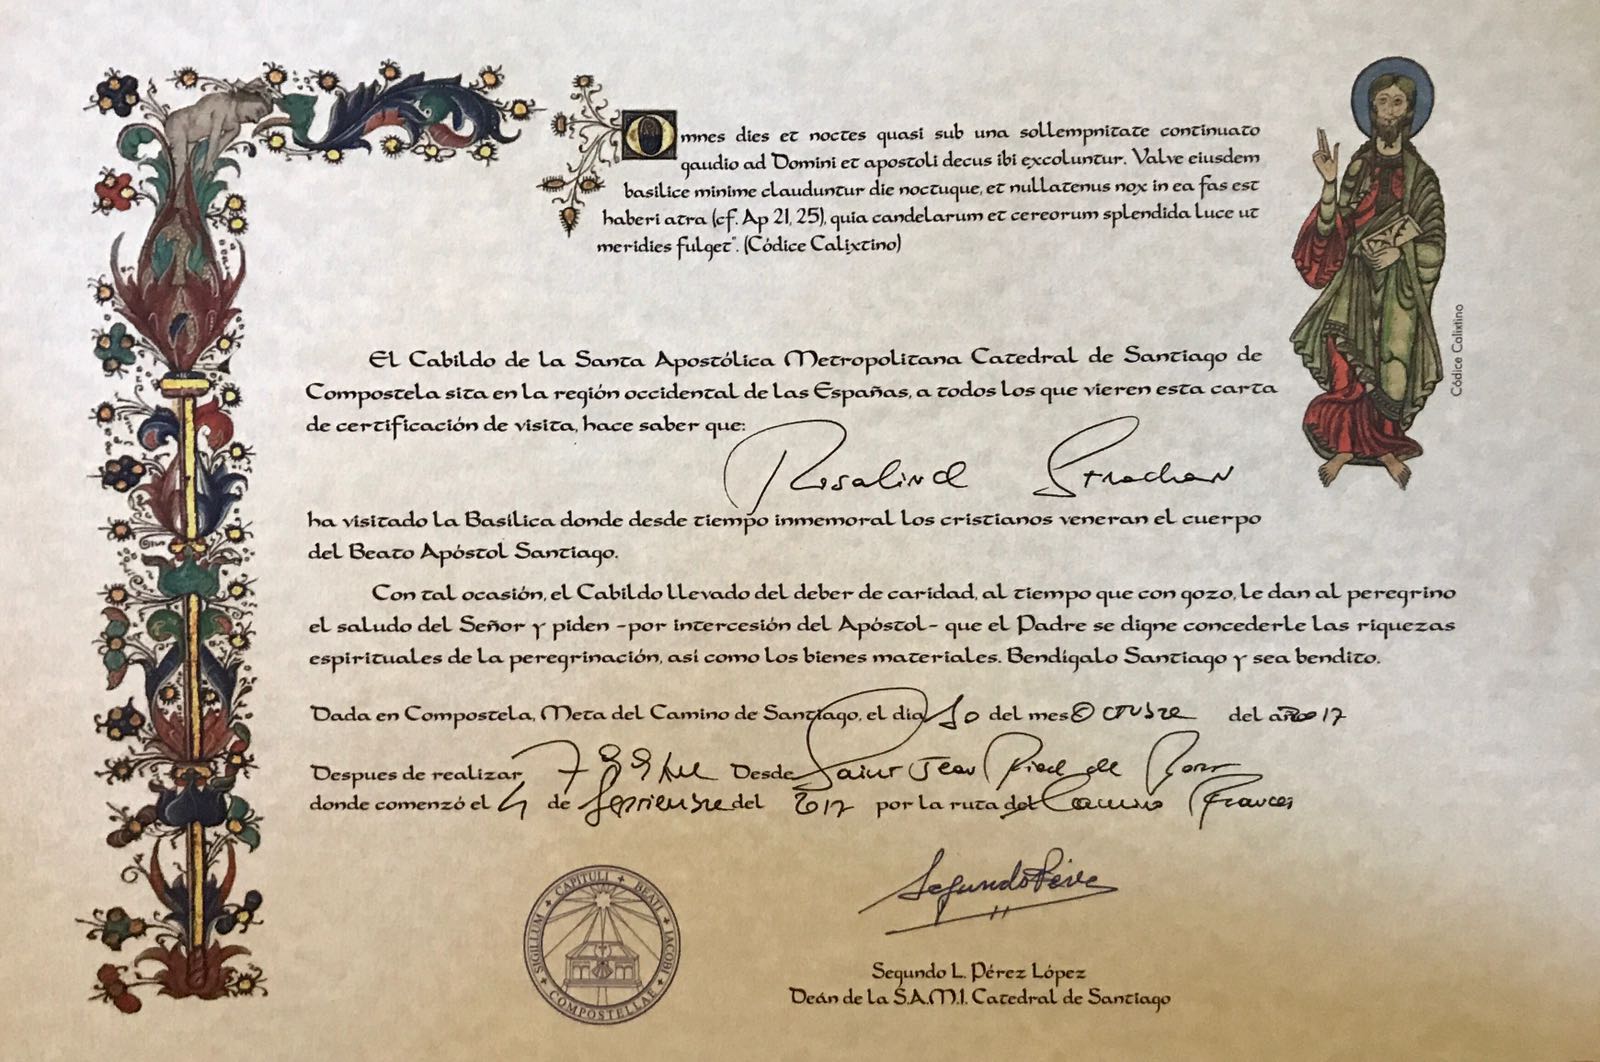 Omnes dies et noctes quasi sub una sollempnitate continuato
gaudio ad Domini et apostoli decus ibi excoluntur. Valve eiusdem
basilice minime clauduntur die noctuque, et nullatenus nox in ea fas est
haberi atra (cf. Ap 21, 25), quia candelarum et cereorum splendida luce ut
meridies fulget". (Códice Calixtino)
Códice Calixtino
El Cabildo de la Santa Apostólica Metropolitana Catedral de Santiago de
Compostela sita en la región occidental de las Españas, a todos los que vieren esta carta
de certificación de visita, hace saber que:
Rosalind Strachan
ha visitado la Basílica donde desde tiempo inmemoral los cristianos veneran el cuerpo
del Beato Apóstol Santiago.
Con tal ocasión, el Cabildo llevado del deber de caridad, al tiempo que con gozo, le dan al peregrino
el saludo del Señor y piden -por intercesión del Apóstol- que el Padre se digne concederle las riquezas
espirituales de la peregrinación, así como los bienes materiales. Bendígalo Santiago y sea bendito.
Dada en Compostela, Meta del Camino de Santiago, el día 10 del mes Octubre del año 2017
Despues de realizar 799 km Desde Saint Jean Pied de Port
donde comenzó el 4 de Septiembre del 2017 por la ruta del Camino Frances
SIGILLUM + CAPITULI + BEATI + IACOBI + COMPOSTELLAE +
Segundo Pérez
Segundo L. Pérez López
Deán de la S.A.M.I. Catedral de Santiago